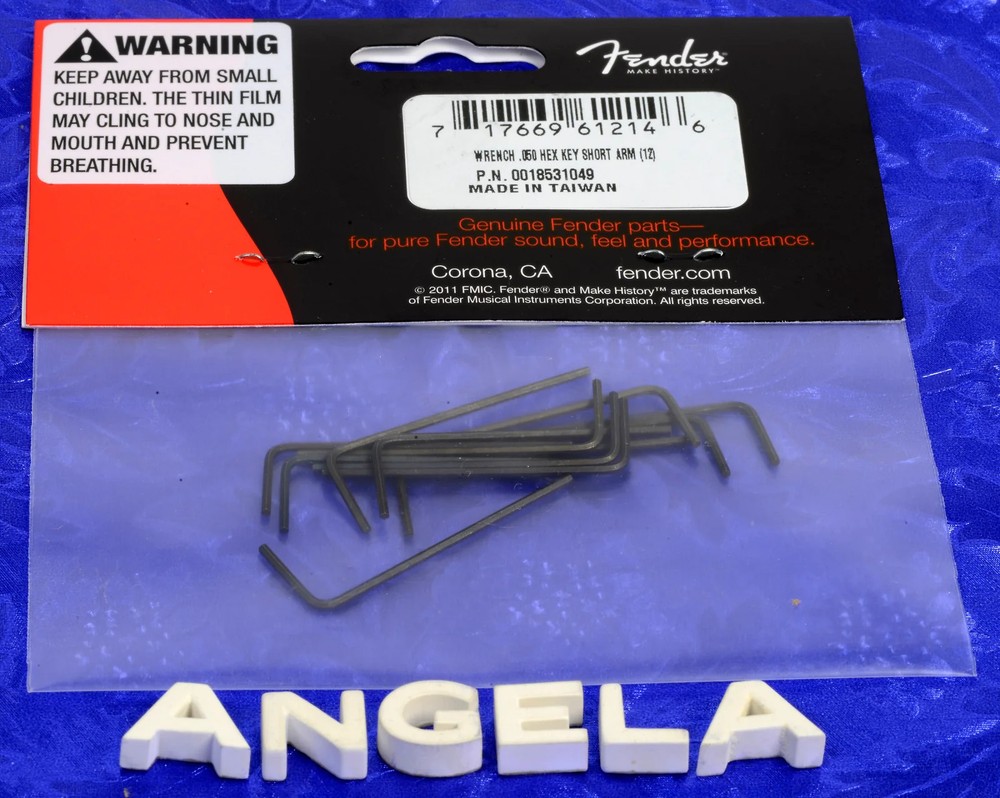 WARNING
KEEP AWAY FROM SMALL
CHILDREN. THE THIN FILM
MAY CLING TO NOSE AND
MOUTH AND PREVENT
BREATHING.
Fender
MAKE HISTORY™
7 17669 61214 6
WRENCH .050 HEX KEY SHORT ARM (12)
P.N. 0018531049
MADE IN TAIWAN
Genuine Fender parts—
for pure Fender sound, feel and performance.
Corona, CA fender.com
© 2011 FMIC. Fender® and Make History™ are trademarks
of Fender Musical Instruments Corporation. All rights reserved.
ANGELA